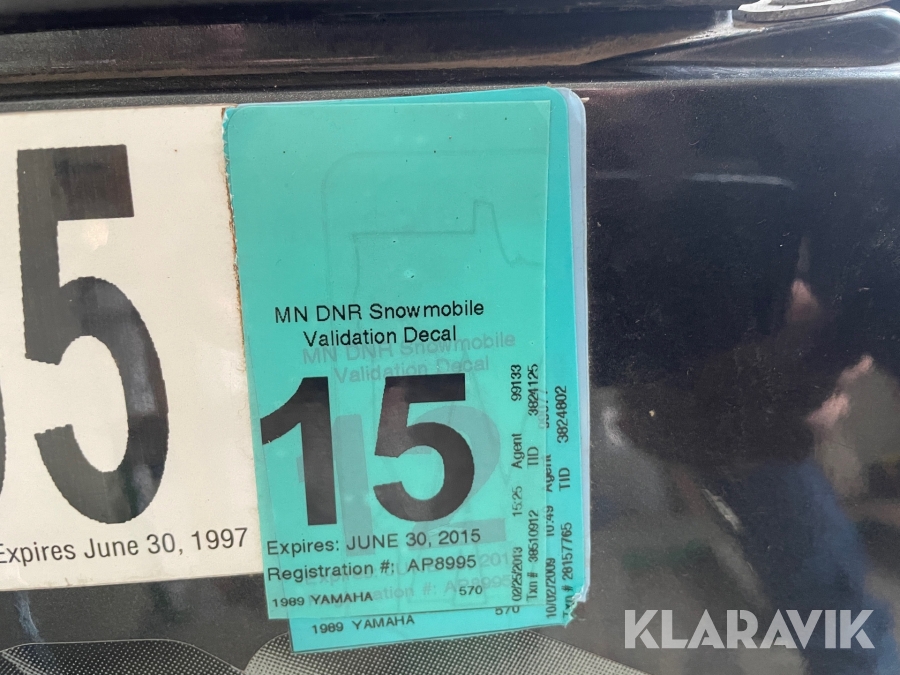 5
Expires June 30, 1997
MN DNR Snowmobile
Validation Decal
MN DNR Snowmobile
Validation Decal
15
12
Expires: JUNE 30, 2015
Registration #: AP8995
1989 YAMAHA 570
1989 YAMAHA 570
02/25/2013 15:25 Agent 99133
Txn # 38510912 TID 3824125
10/02/2009 10:49 Agent
Txn # 28157765 TID 3824802
KLARAVIK